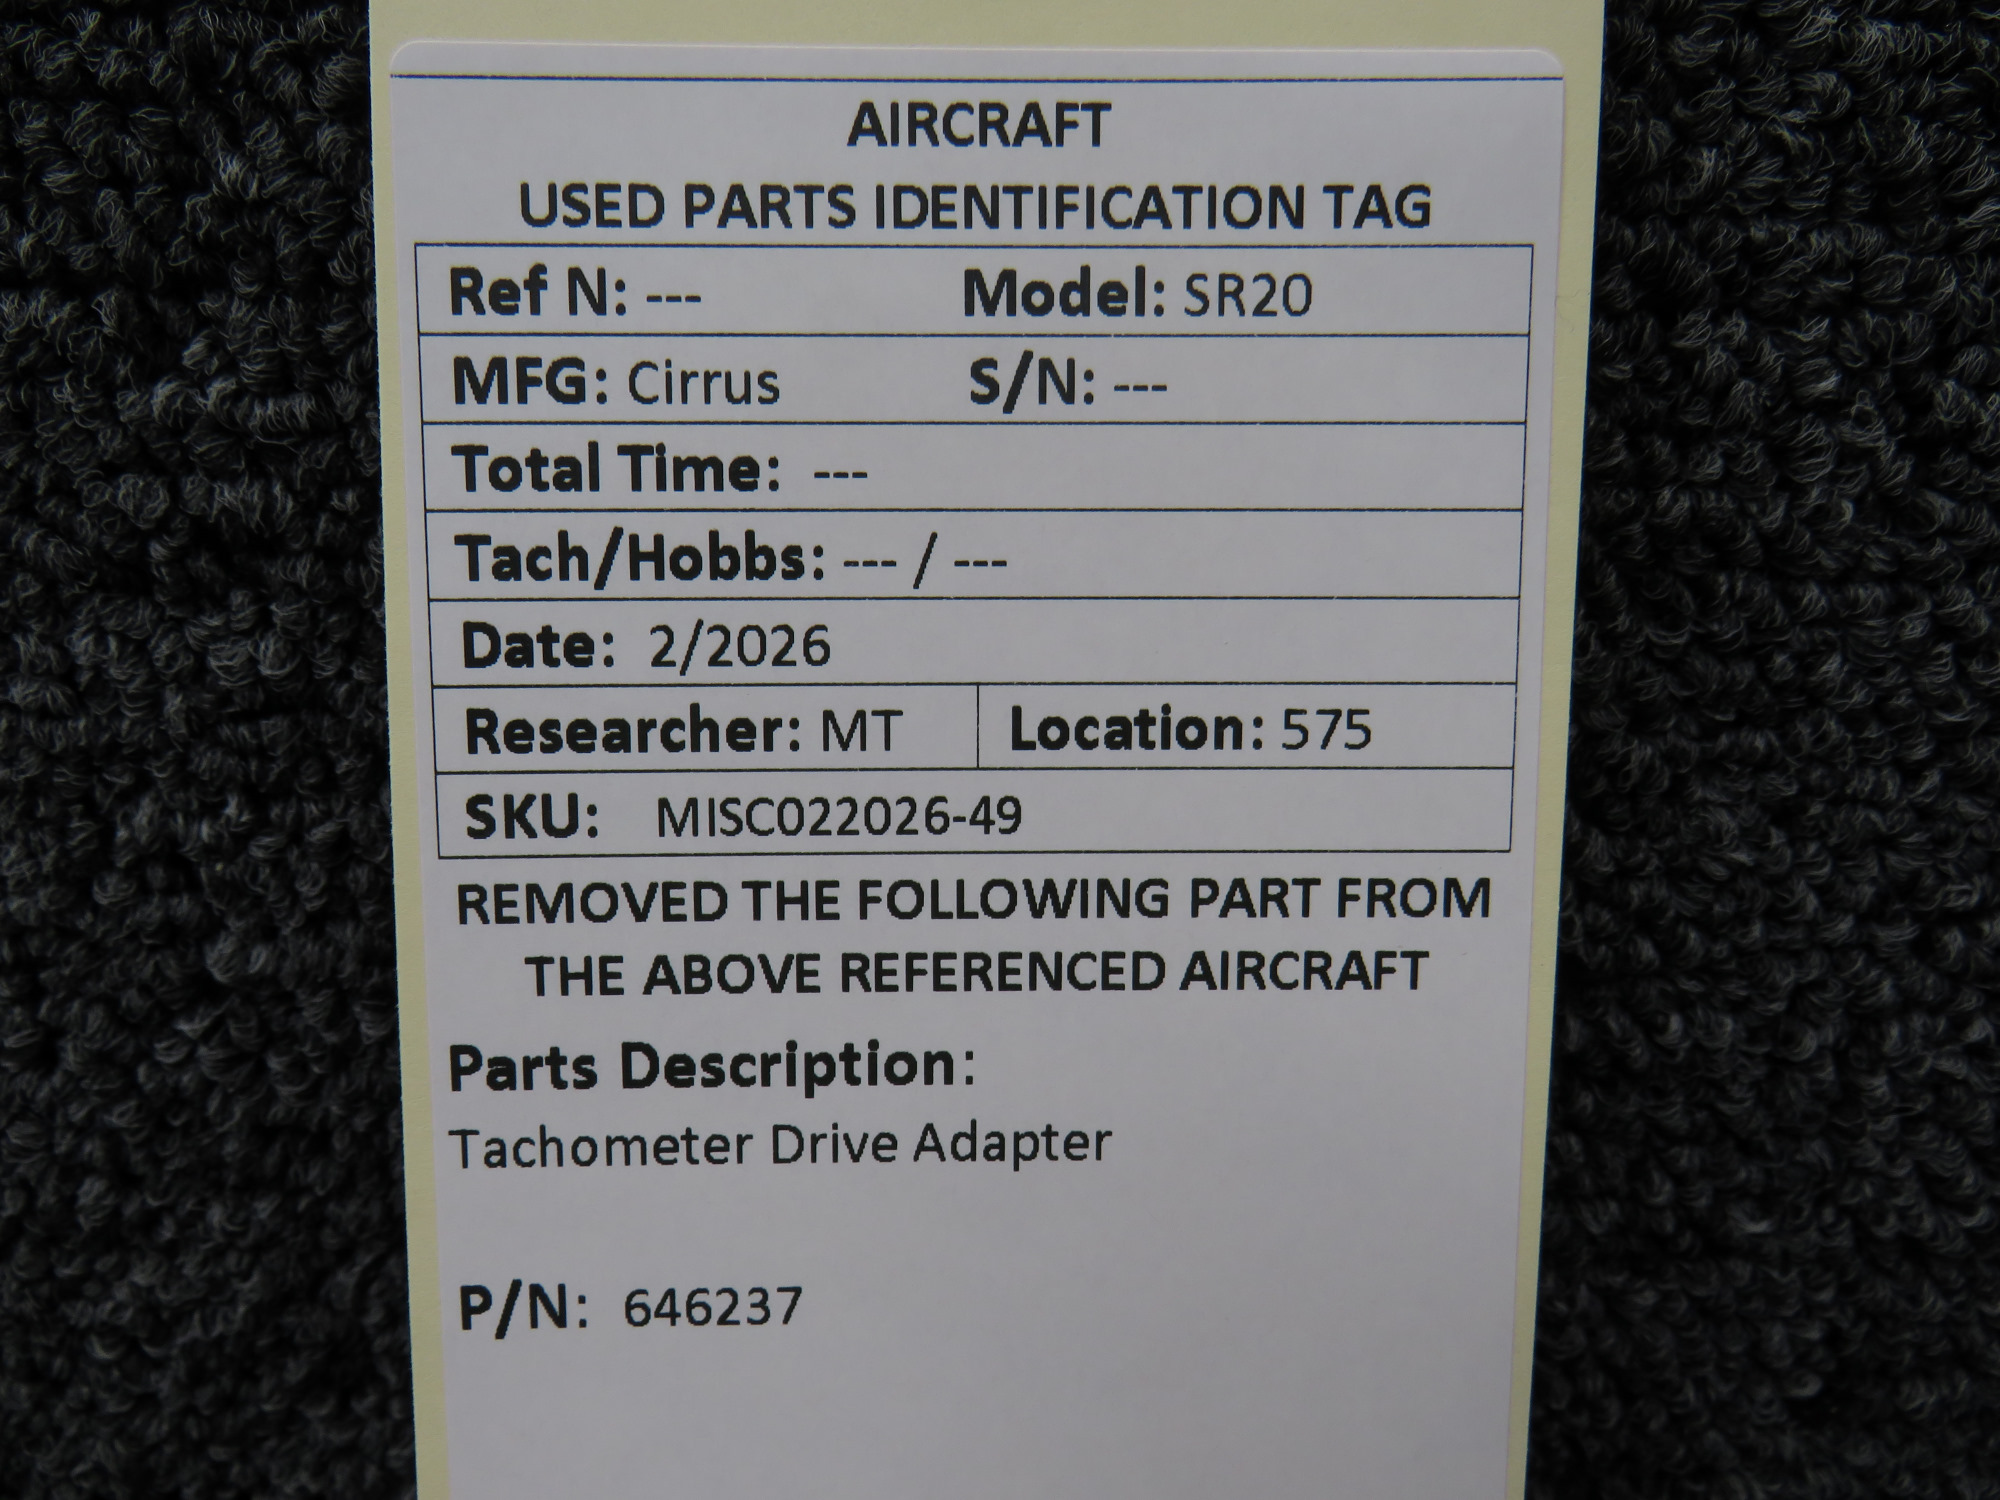 AIRCRAFT
USED PARTS IDENTIFICATION TAG
Ref N: --- Model: SR20
MFG: Cirrus S/N: ---
Total Time: ---
Tach/Hobbs: --- / ---
Date: 2/2026
Researcher: MT Location: 575
SKU: MISC022026-49
REMOVED THE FOLLOWING PART FROM
THE ABOVE REFERENCED AIRCRAFT
Parts Description:
Tachometer Drive Adapter
P/N: 646237